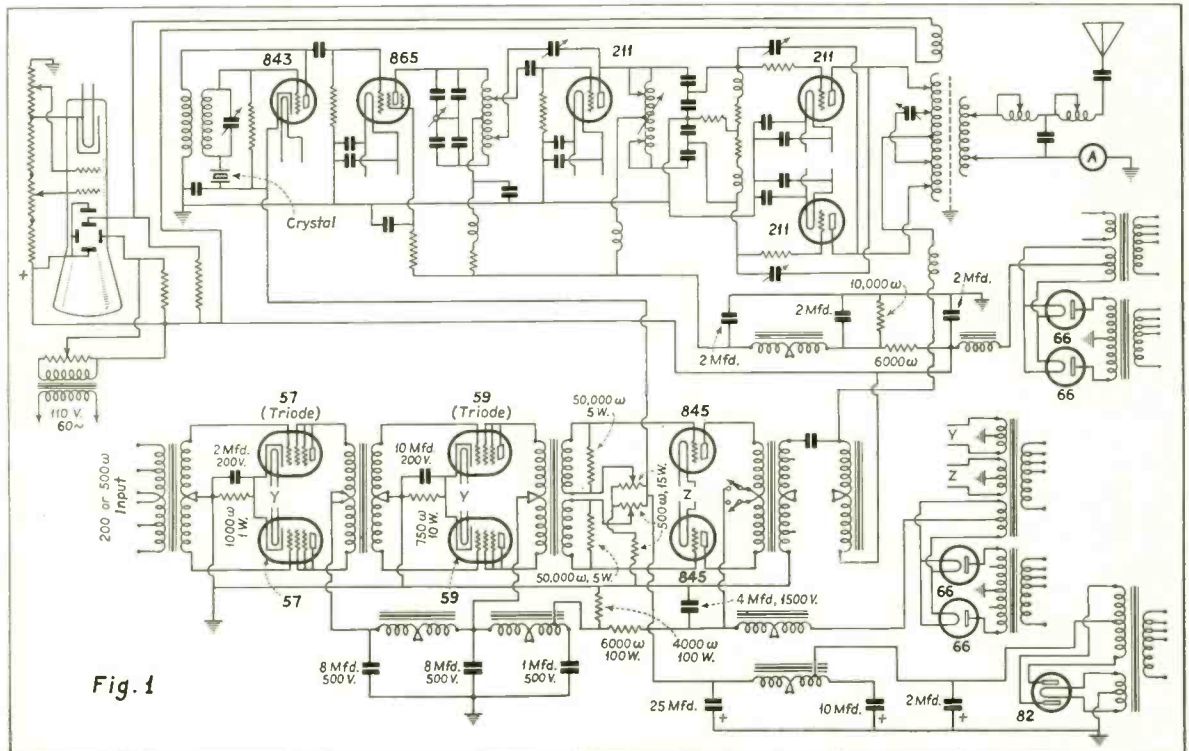 843
865
211
211
211
Crystal
A
+
110 V.
60~
10,000 ω
2 Mfd.
2 Mfd.
2 Mfd.
6000 ω
66
66
57
(Triode)
59
(Triode)
50,000 ω
5 W.
845
200 or 500 ω
Input
2 Mfd.
200 V.
10 Mfd.
200 V.
Y
Y
Z
1000 ω
1 W.
750 ω
10 W.
500 ω, 15 W.
50,000 ω, 5 W.
845
57
59
Y
Z
66
66
4 Mfd, 1500 V.
6000 ω
100 W.
4000 ω
100 W.
8 Mfd.
500 V.
8 Mfd.
500 V.
1 Mfd.
500 V.
25 Mfd.
+
10 Mfd.
+
2 Mfd.
+
82
Fig. 1